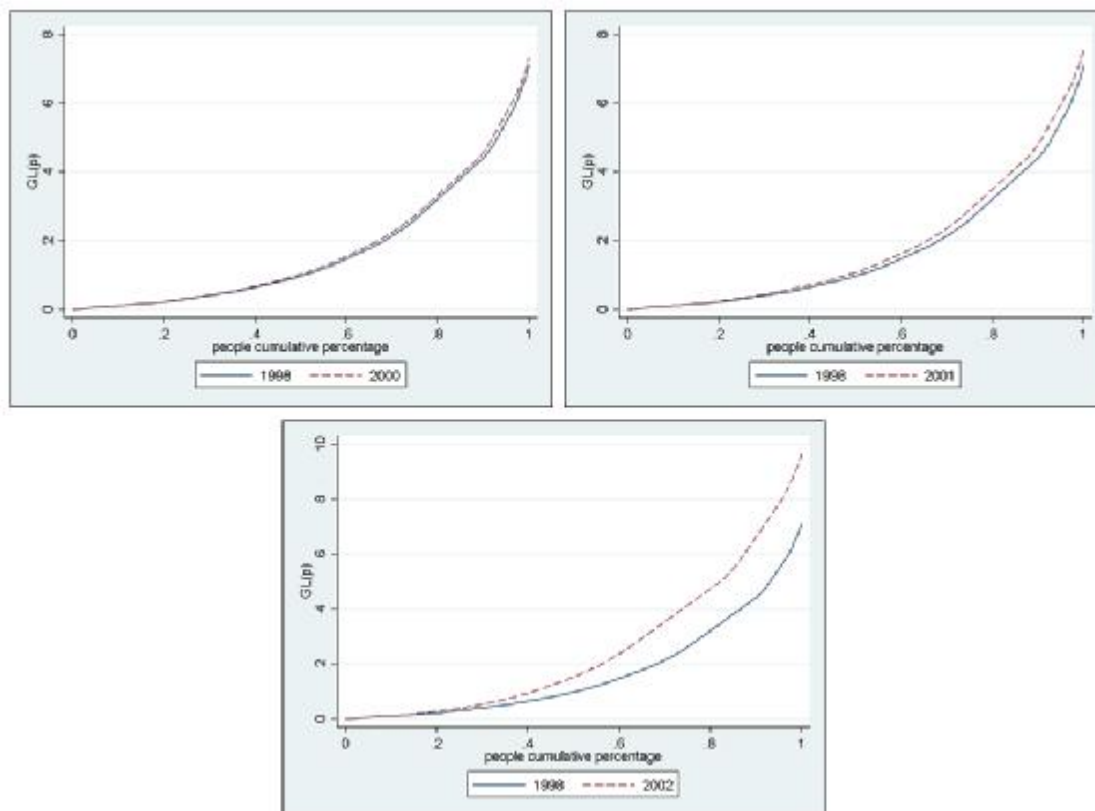 8
6
4
2
0
GL(p)
0 .2 .4 .6 .8 1
people cumulative percentage
1998 2000
8
6
4
2
0
GL(p)
0 .2 .4 .6 .8 1
people cumulative percentage
1998 2001
10
8
6
4
2
0
GL(p)
0 .2 .4 .6 .8 1
people cumulative percentage
1998 2002